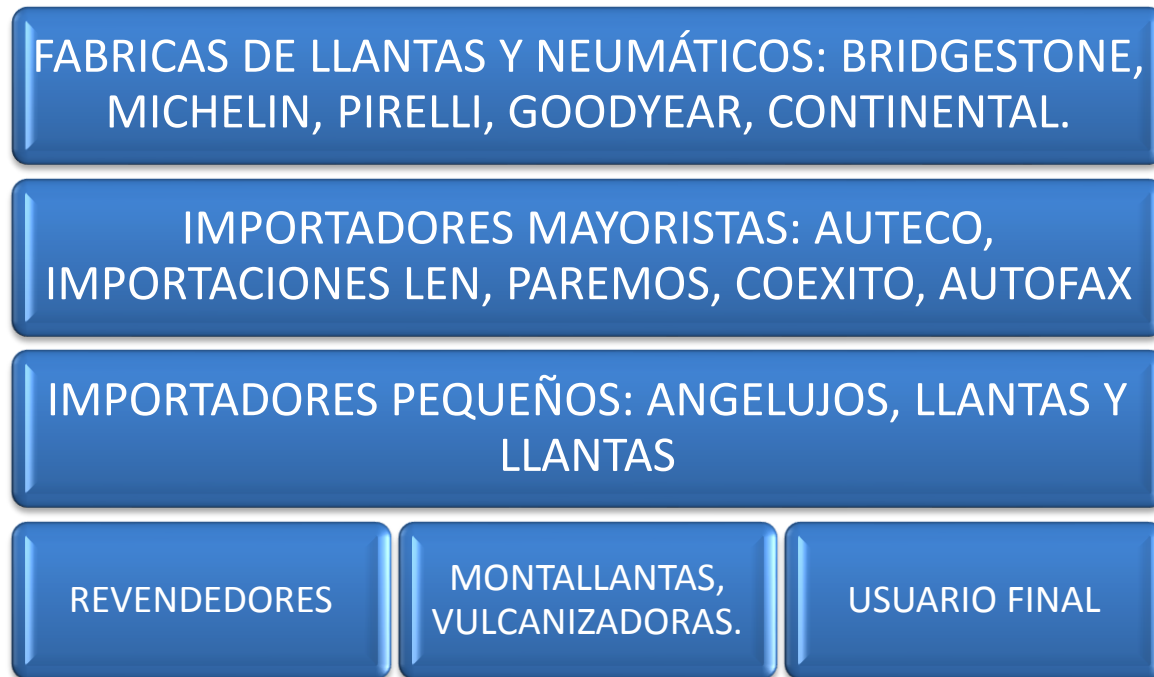 FABRICAS DE LLANTAS Y NEUMÁTICOS: BRIDGESTONE,
MICHELIN, PIRELLI, GOODYEAR, CONTINENTAL.
IMPORTADORES MAYORISTAS: AUTECO,
IMPORTACIONES LEN, PAREMOS, COEXITO, AUTOFAX
IMPORTADORES PEQUEÑOS: ANGELUJOS, LLANTAS Y
LLANTAS
REVENDEDORES
MONTALLANTAS,
VULCANIZADORAS.
USUARIO FINAL